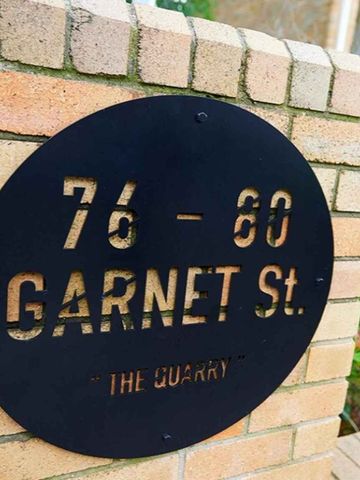 76 - 80
GARNET St.
"THE QUARRY"